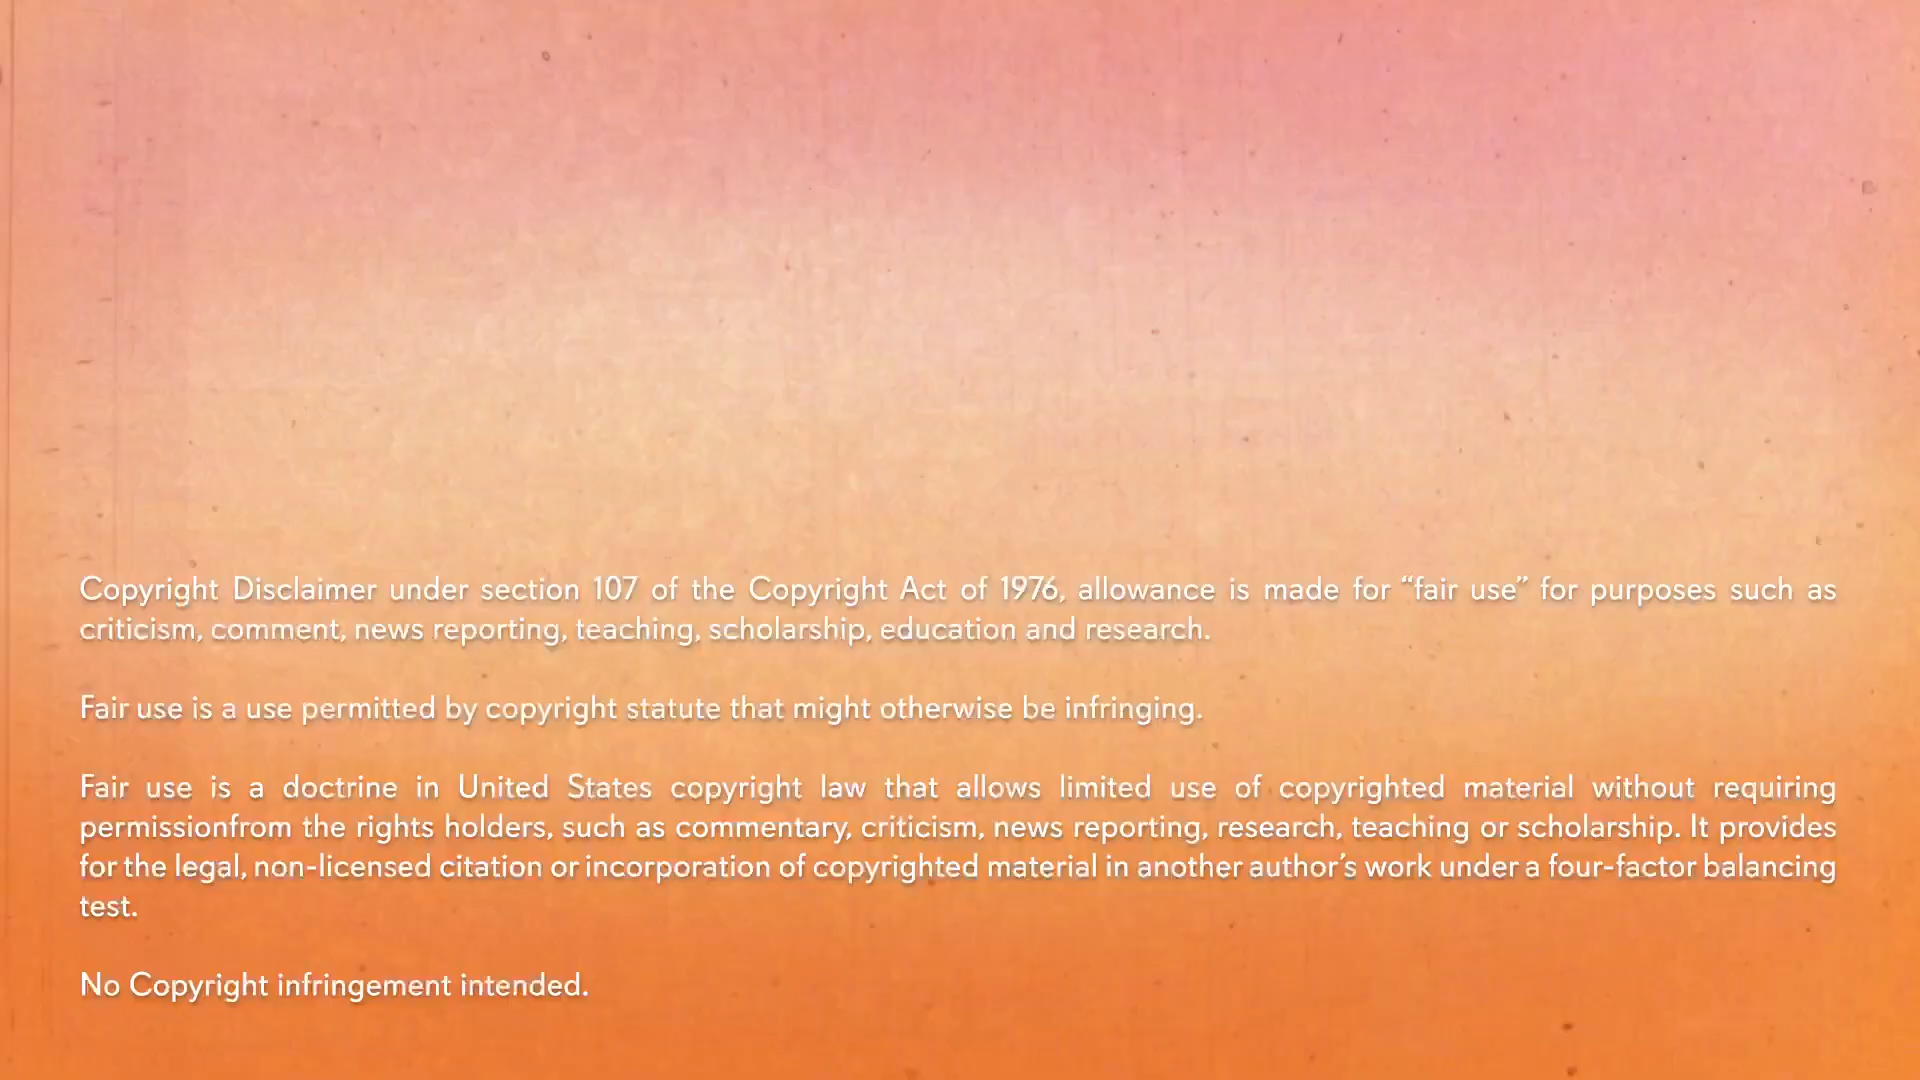 Copyright Disclaimer under section 107 of the Copyright Act of 1976, allowance is made for “fair use” for purposes such as
criticism, comment, news reporting, teaching, scholarship, education and research.
Fair use is a use permitted by copyright statute that might otherwise be infringing.
Fair use is a doctrine in United States copyright law that allows limited use of copyrighted material without requiring
permissionfrom the rights holders, such as commentary, criticism, news reporting, research, teaching or scholarship. It provides
for the legal, non-licensed citation or incorporation of copyrighted material in another author’s work under a four-factor balancing
test.
No Copyright infringement intended.